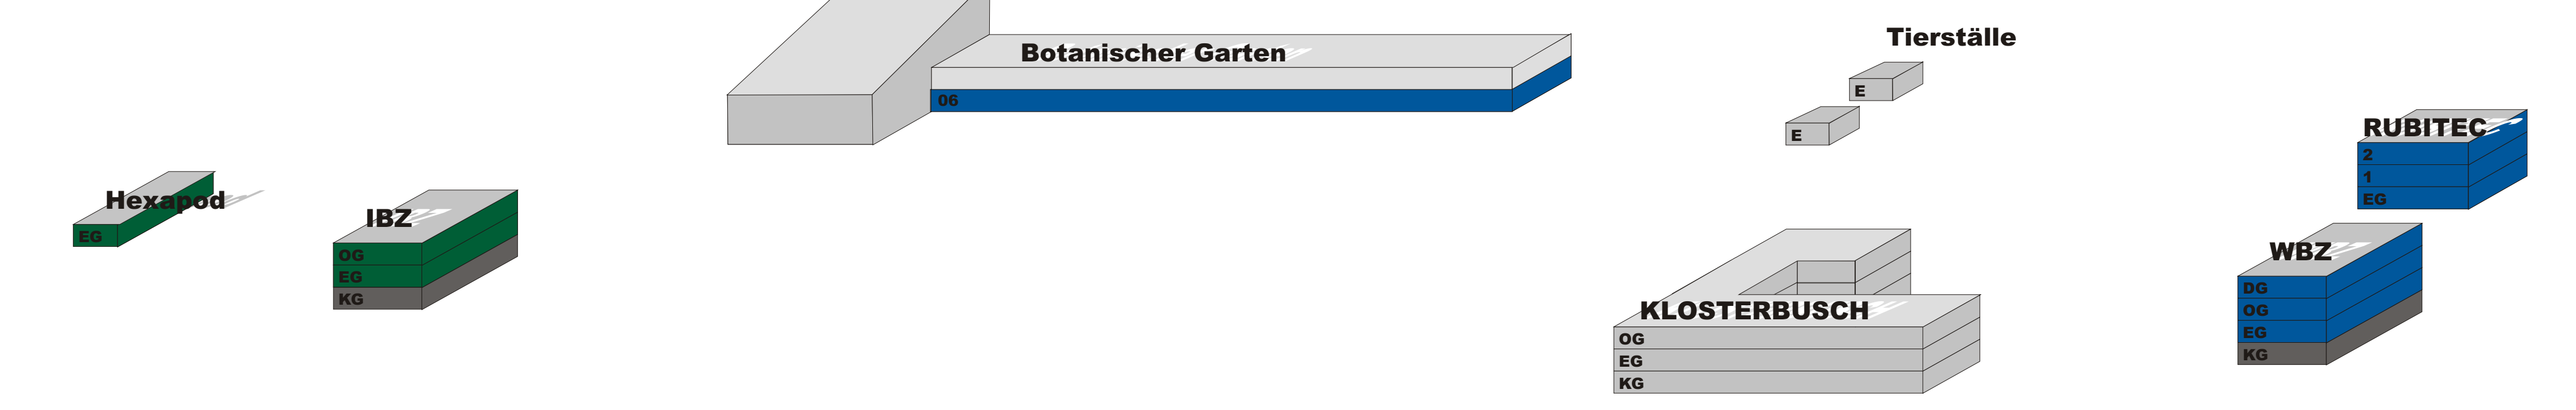 Hexapod
EG
IBZ
OG
EG
KG
Botanischer Garten
06
Tierställe
E
E
KLOSTERBUSCH
OG
EG
KG
RUBITEC
2
1
EG
WBZ
DG
OG
EG
KG